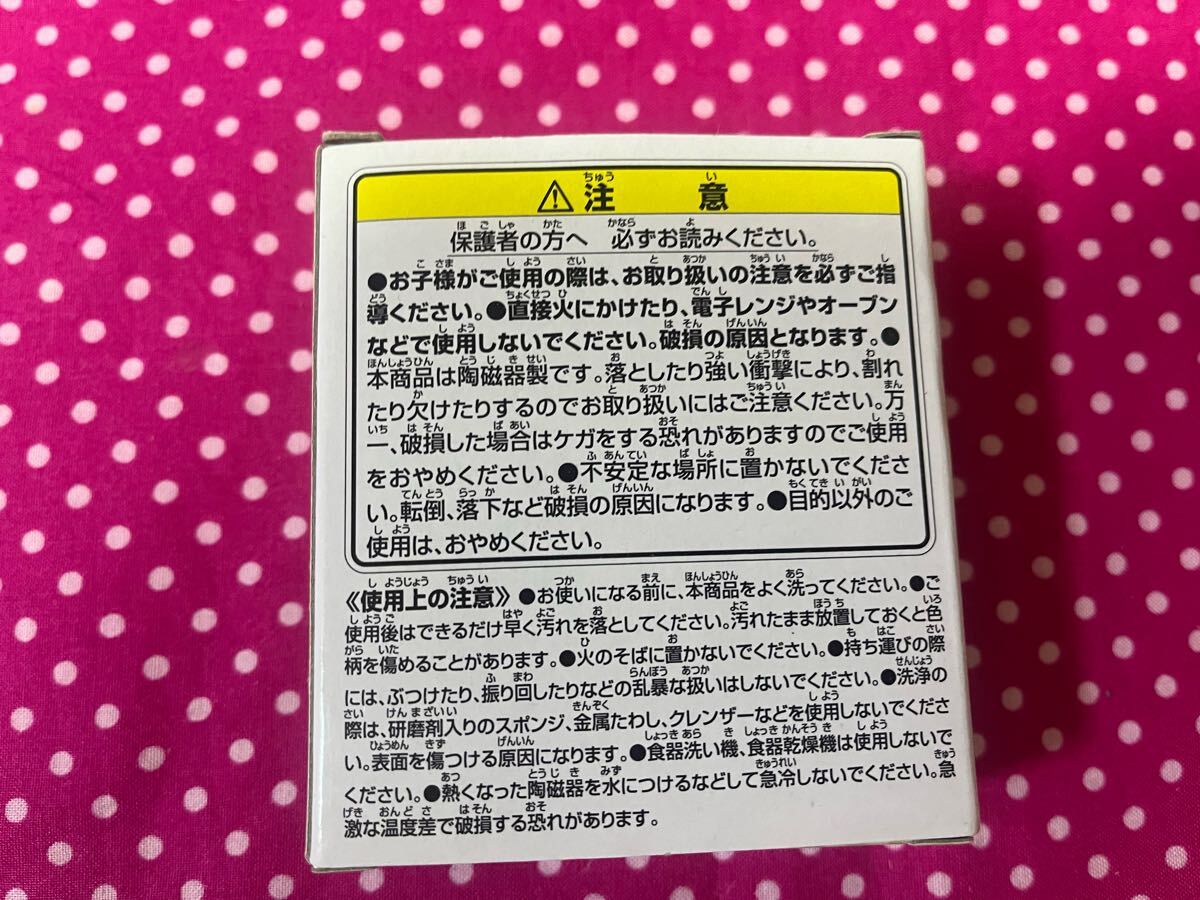 ⚠注意
保護者の方へ 必ずお読みください。
●お子様がご使用の際は、お取り扱いの注意を必ずご指
導ください。●直接火にかけたり、電子レンジやオーブン
などで使用しないでください。破損の原因となります。●
本商品は陶磁器製です。落としたり強い衝撃により、割れ
たり欠けたりするのでお取り扱いにはご注意ください。万
一、破損した場合はケガをする恐れがありますのでご使用
をおやめください。●不安定な場所に置かないでくださ
い。転倒、落下など破損の原因になります。●目的以外のご
使用は、おやめください。
《使用上の注意》●お使いになる前に、本商品をよく洗ってください。●ご
使用後はできるだけ早く汚れを落としてください。汚れたまま放置しておくと色
柄を傷めることがあります。●火のそばに置かないでください。●持ち運びの際
には、ぶつけたり、振り回したりなどの乱暴な扱いはしないでください。●洗浄の
際は、研磨剤入りのスポンジ、金属たわし、クレンザーなどを使用しないでくださ
い。表面を傷つける原因になります。●食器洗い機、食器乾燥機は使用しないで
ください。●熱くなった陶磁器を水につけるなどして急冷しないでください。急
激な温度差で破損する恐れがあります。